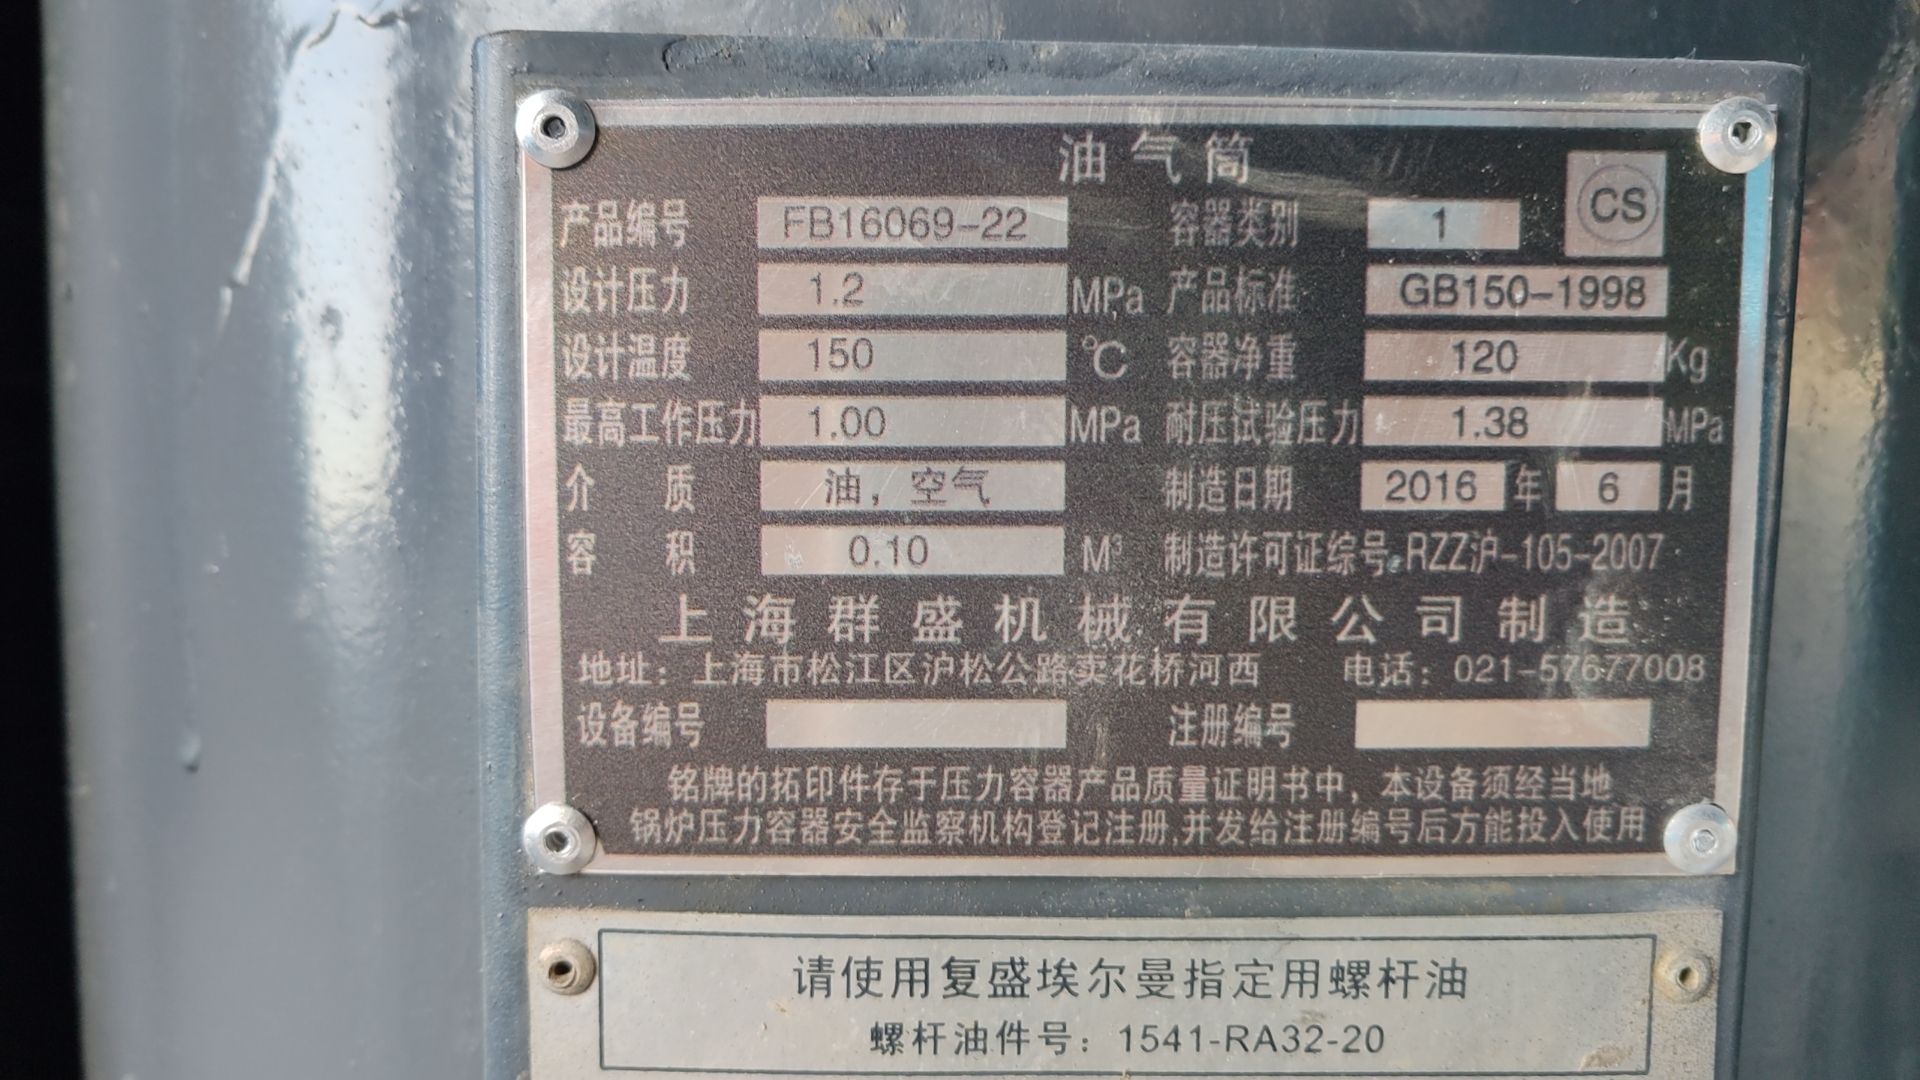 油气筒
CS
产品编号 FB16069-22 容器类别 1
设计压力 1.2 MPa 产品标准 GB150-1998
设计温度 150 ℃ 容器净重 120 Kg
最高工作压力 1.00 MPa 耐压试验压力 1.38 MPa
介 质 油，空气 制造日期 2016 年 6 月
容 积 0.10 M³ 制造许可证综号:RZZ沪-105-2007
上海群盛机械有限公司制造
地址：上海市松江区沪松公路卖花桥河西 电话：021-57677008
设备编号 注册编号
铭牌的拓印件存于压力容器产品质量证明书中，本设备须经当地
锅炉压力容器安全监察机构登记注册,并发给注册编号后方能投入使用
请使用复盛埃尔曼指定用螺杆油
螺杆油件号：1541-RA32-20